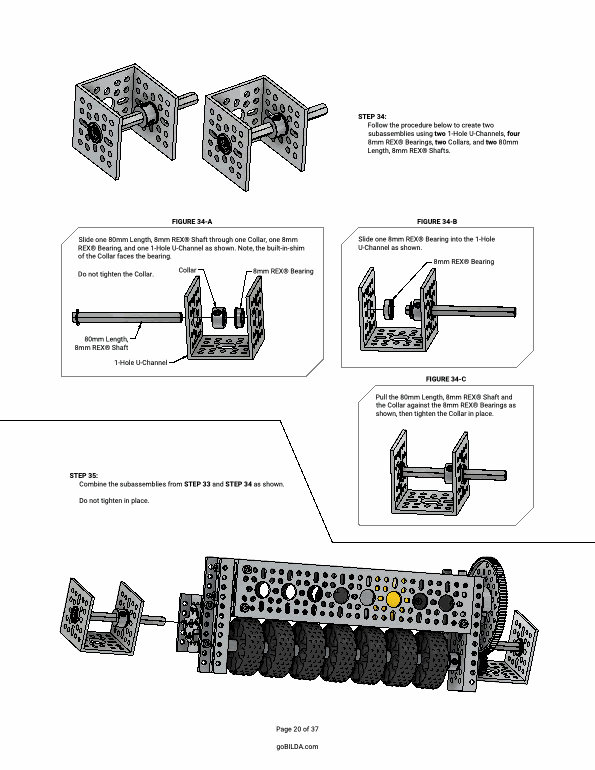 STEP 34:
Follow the procedure below to create two
subassemblies using two 1-Hole U-Channels, four
8mm REX® Bearings, two Collars, and two 80mm
Length, 8mm REX® Shafts.
FIGURE 34-A
Slide one 80mm Length, 8mm REX® Shaft through one Collar, one 8mm
REX® Bearing, and one 1-Hole U-Channel as shown. Note, the built-in-shim
of the Collar faces the bearing.
Do not tighten the Collar.
Collar
8mm REX® Bearing
80mm Length,
8mm REX® Shaft
1-Hole U-Channel
FIGURE 34-B
Slide one 8mm REX® Bearing into the 1-Hole
U-Channel as shown.
8mm REX® Bearing
FIGURE 34-C
Pull the 80mm Length, 8mm REX® Shaft and
the Collar against the 8mm REX® Bearings as
shown, then tighten the Collar in place.
STEP 35:
Combine the subassemblies from STEP 33 and STEP 34 as shown.
Do not tighten in place.
Page 20 of 37
goBILDA.com